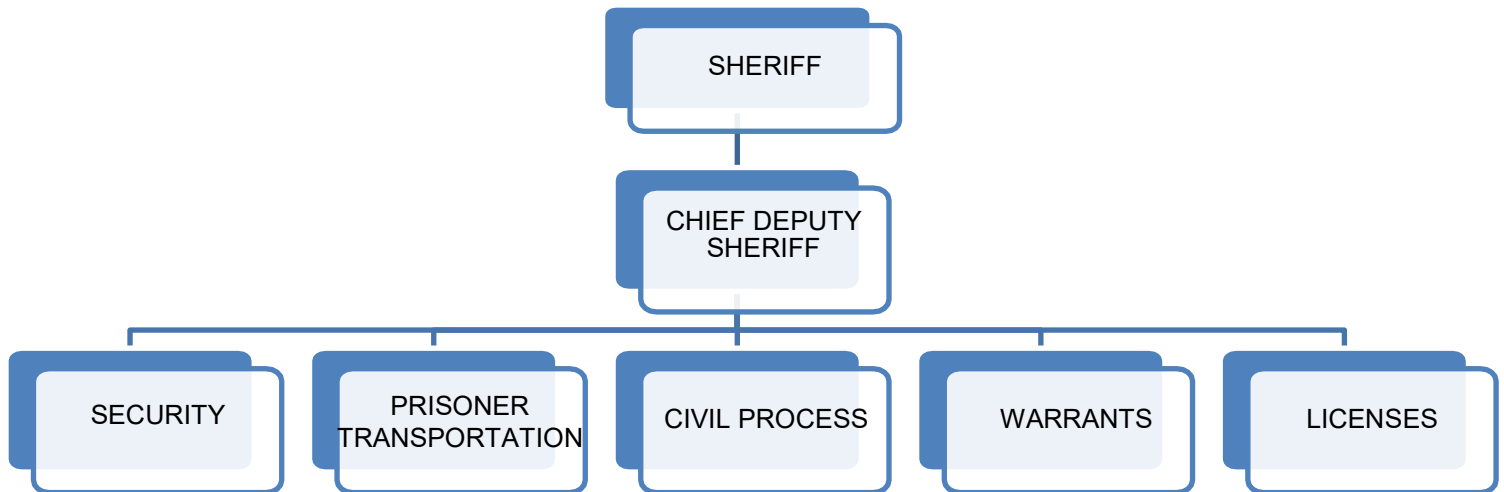 SHERIFF
CHIEF DEPUTY
SHERIFF
SECURITY
PRISONER
TRANSPORTATION
CIVIL PROCESS
WARRANTS
LICENSES